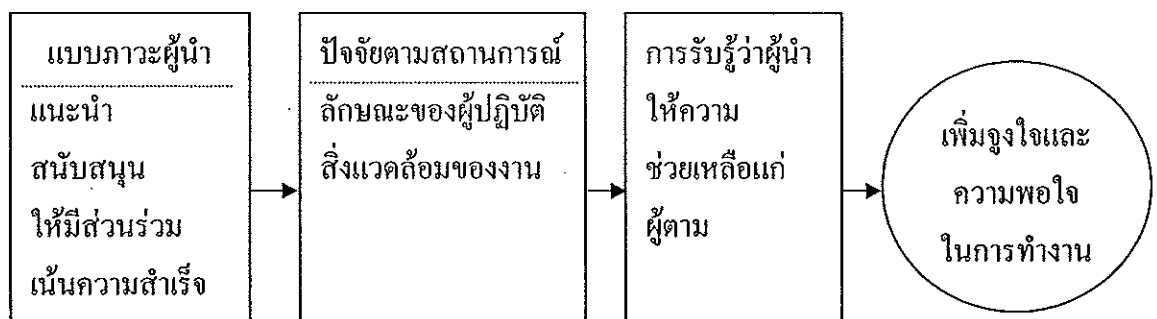 แบบภาวะผู้นำ
แนะนำ
สนับสนุน
ให้มีส่วนร่วม
เน้นความสำเร็จ
ปัจจัยตามสถานการณ์
ลักษณะของผู้ปฏิบัติ
สิ่งแวดล้อมของงาน
การรับรู้ว่าผู้นำ
ให้ความ
ช่วยเหลือแก่
ผู้ตาม
เพิ่มจูงใจและ
ความพอใจ
ในการทำงาน